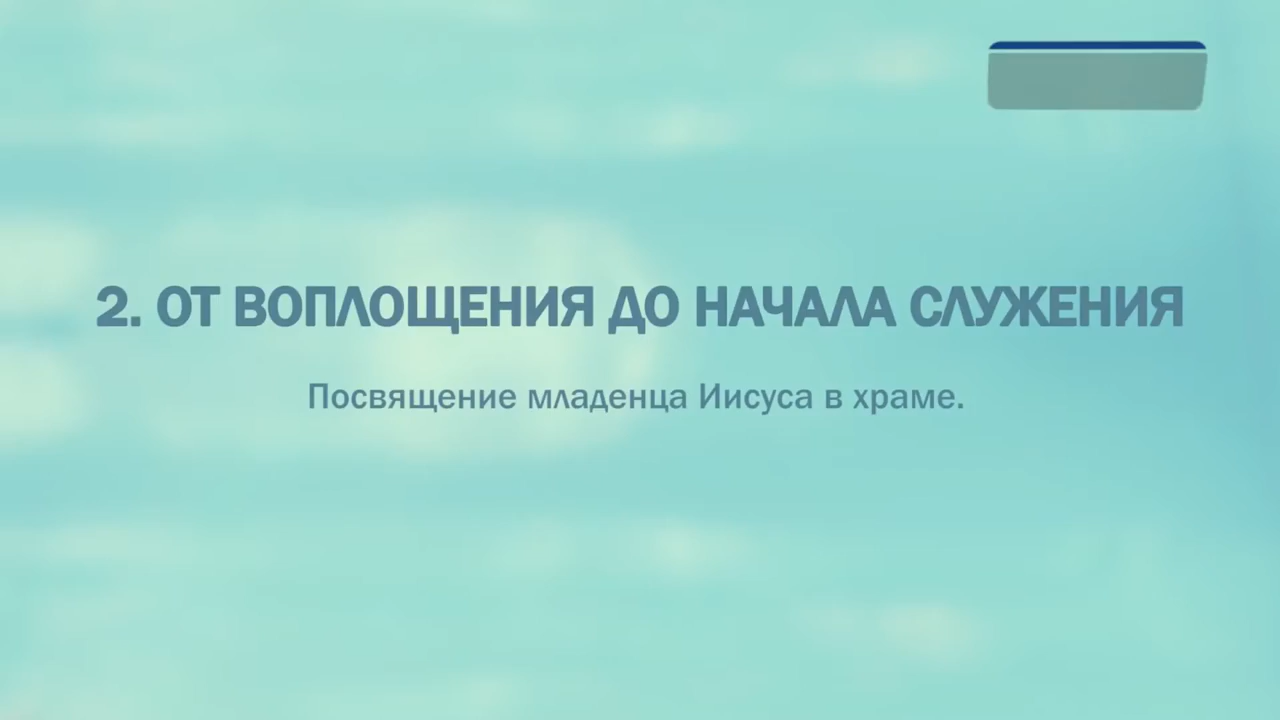 2. ОТ ВОПЛОЩЕНИЯ ДО НАЧАЛА СЛУЖЕНИЯ
Посвящение младенца Иисуса в храме.